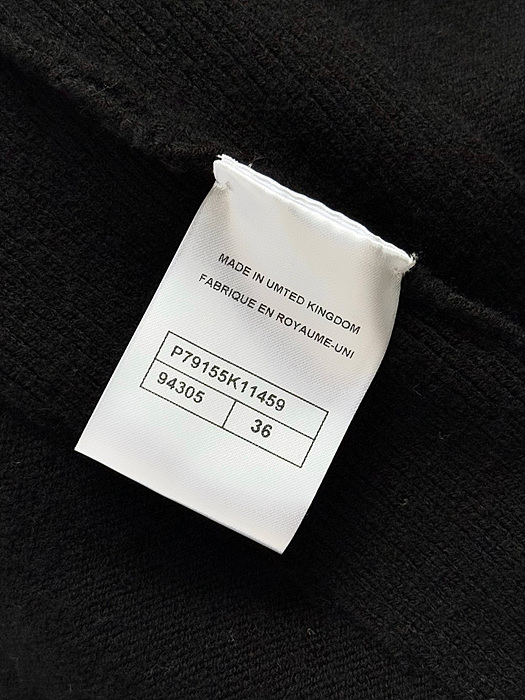 MADE IN UMTED KINGDOM
FABRIQUE EN ROYAUME-UNI
P79155K11459
94305 36